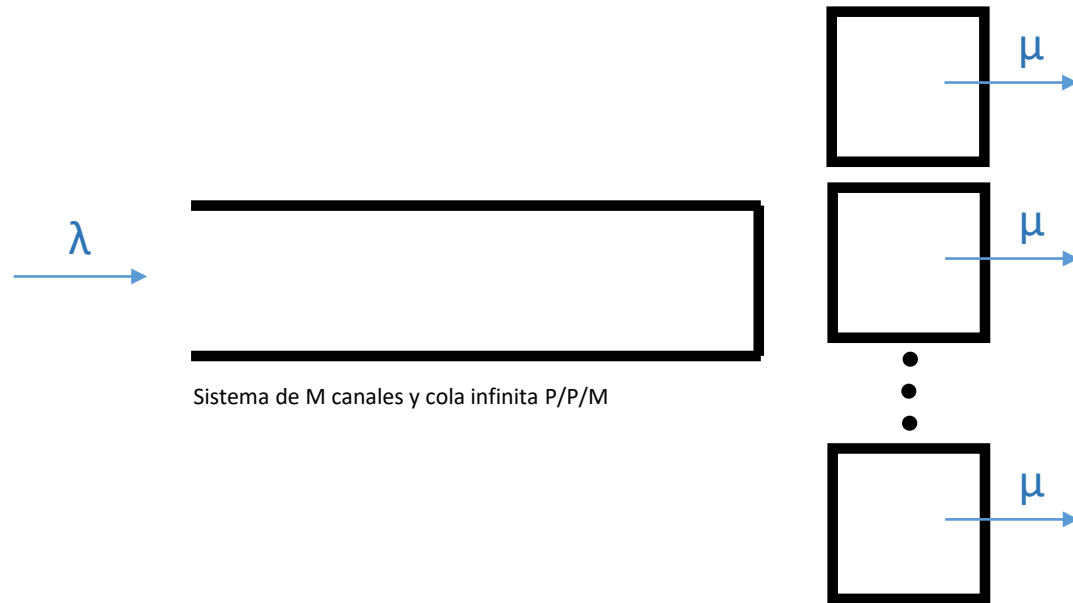 μ
λ
μ
Sistema de M canales y cola infinita P/P/M
μ